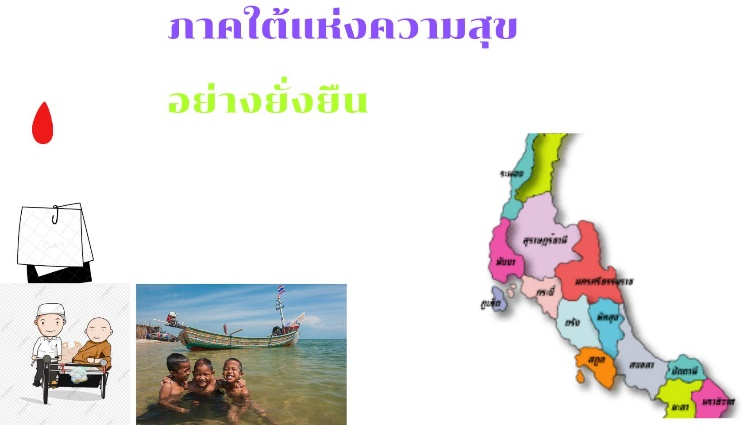 ภาคใต้แห่งความสุข
อย่างยั่งยืน
ระนอง
สุราษฎร์ธานี
พังงา
นครศรีธรรมราช
กระบี่
ภูเก็ต
ตรัง
พัทลุง
สตูล
สงขลา
ปัตตานี
ยะลา
นราธิวาส